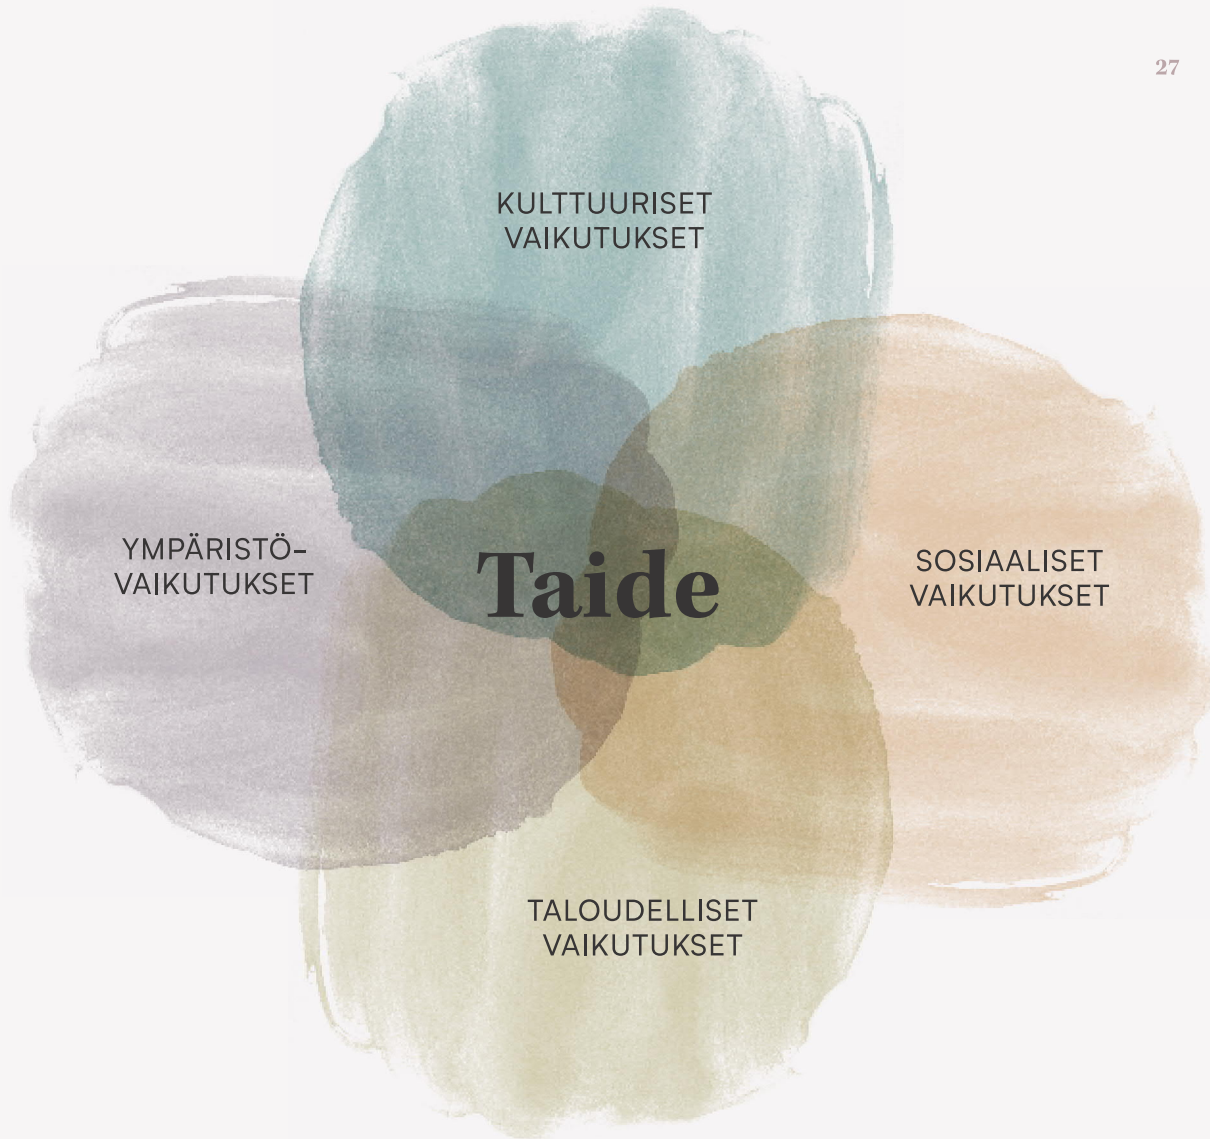 27
KULTTUURISET
VAIKUTUKSET
YMPÄRISTÖ-
VAIKUTUKSET
Taide
SOSIAALISET
VAIKUTUKSET
TALOUDELLISET
VAIKUTUKSET